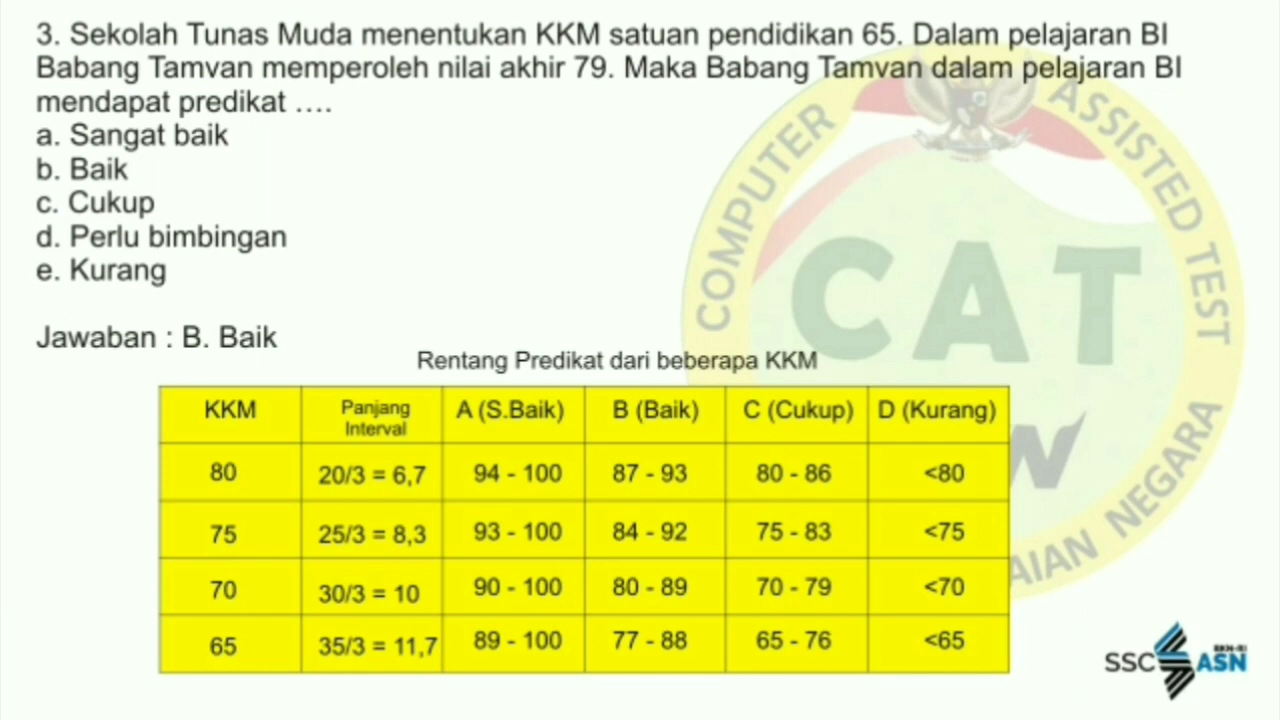 3. Sekolah Tunas Muda menentukan KKM satuan pendidikan 65. Dalam pelajaran BI
Babang Tamvan memperoleh nilai akhir 79. Maka Babang Tamvan dalam pelajaran BI
mendapat predikat ....
a. Sangat baik
b. Baik
c. Cukup
d. Perlu bimbingan
e. Kurang
Jawaban : B. Baik
Rentang Predikat dari beberapa KKM
KKM Panjang Interval A (S.Baik) B (Baik) C (Cukup) D (Kurang)
80 20/3 = 6,7 94 - 100 87 - 93 80 - 86 <80
75 25/3 = 8,3 93 - 100 84 - 92 75 - 83 <75
70 30/3 = 10 90 - 100 80 - 89 70 - 79 <70
65 35/3 = 11,7 89 - 100 77 - 88 65 - 76 <65
COMPUTER ASSISTED TEST
CAT
AIAN NEGARA
SSC ASN
BKN-RI